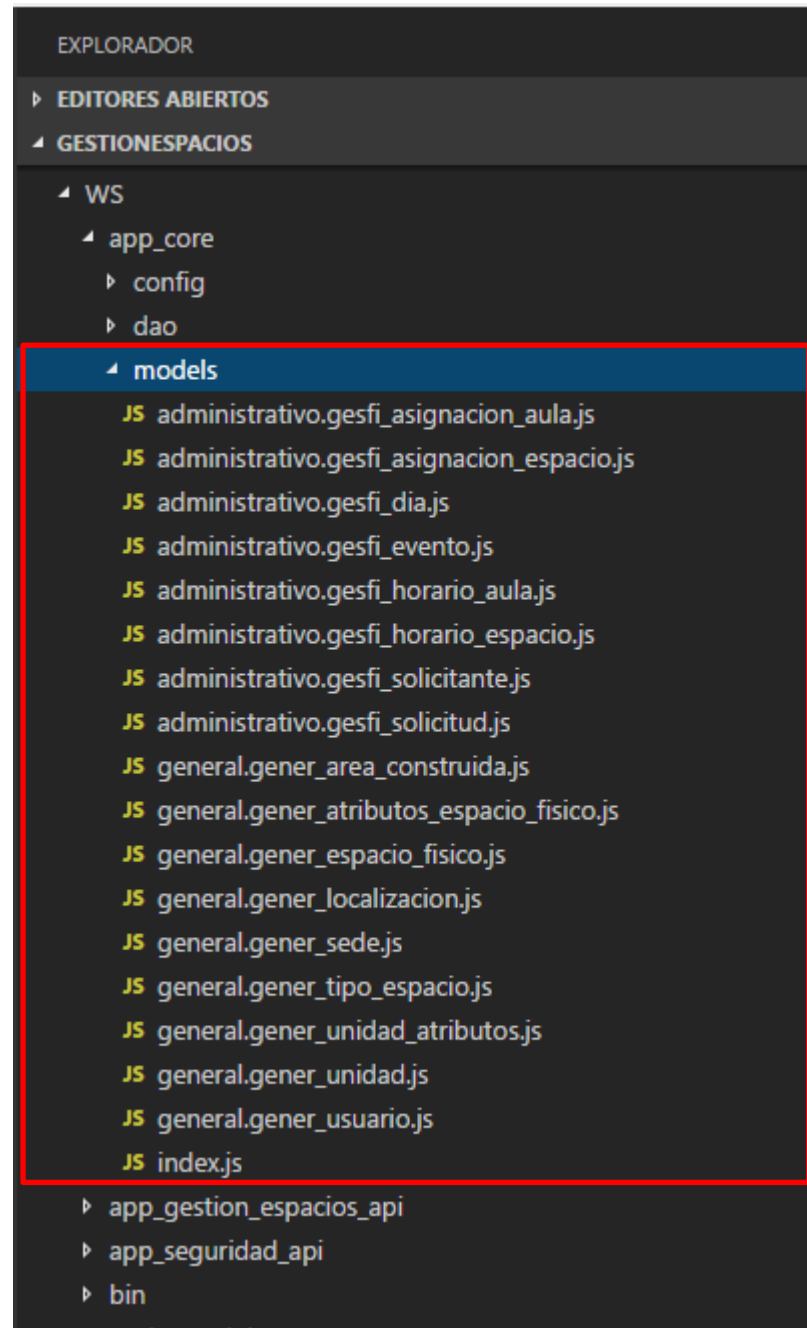 EXPLORADOR
EDITORES ABIERTOS
GESTIONESPACIOS
WS
app_core
config
dao
models
JS administrativo.gesfi_asignacion_aula.js
JS administrativo.gesfi_asignacion_espacio.js
JS administrativo.gesfi_dia.js
JS administrativo.gesfi_evento.js
JS administrativo.gesfi_horario_aula.js
JS administrativo.gesfi_horario_espacio.js
JS administrativo.gesfi_solicitante.js
JS administrativo.gesfi_solicitud.js
JS general.gener_area_construida.js
JS general.gener_atributos_espacio_fisico.js
JS general.gener_espacio_fisico.js
JS general.gener_localizacion.js
JS general.gener_sede.js
JS general.gener_tipo_espacio.js
JS general.gener_unidad_atributos.js
JS general.gener_unidad.js
JS general.gener_usuario.js
JS index.js
app_gestion_espacios_api
app_seguridad_api
bin